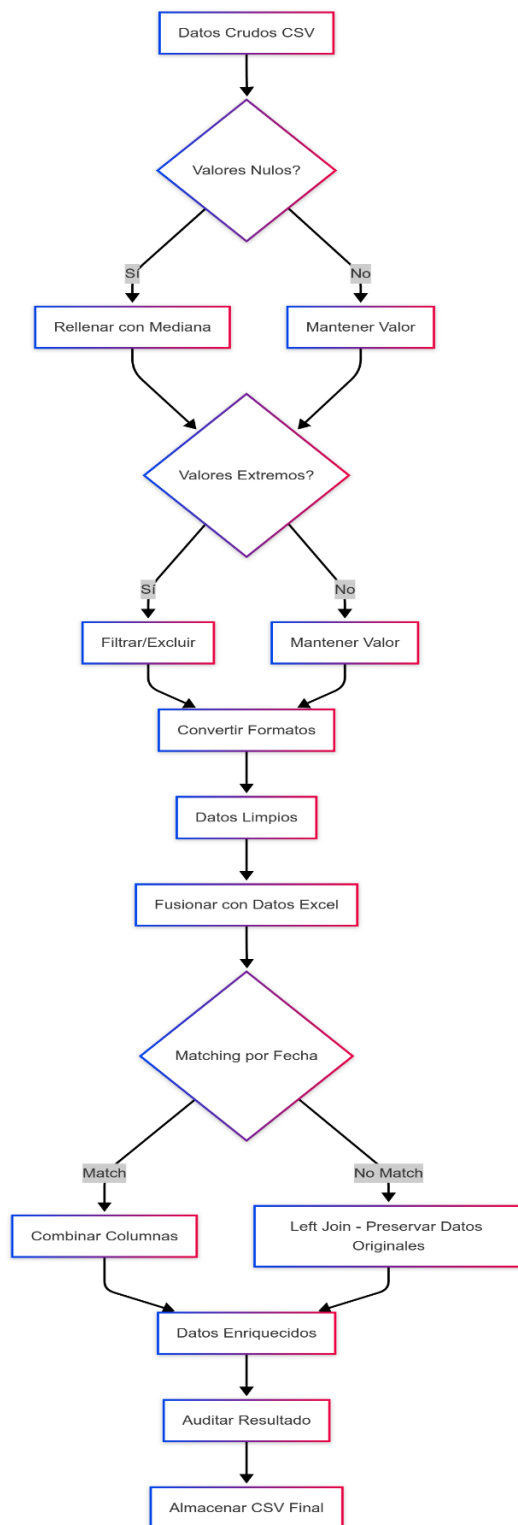 Datos Crudos CSV
Valores Nulos?
Sí
No
Rellenar con Mediana
Mantener Valor
Valores Extremos?
Sí
No
Filtrar/Excluir
Mantener Valor
Convertir Formatos
Datos Limpios
Fusionar con Datos Excel
Matching por Fecha
Match
No Match
Combinar Columnas
Left Join - Preservar Datos
Originales
Datos Enriquecidos
Auditar Resultado
Almacenar CSV Final